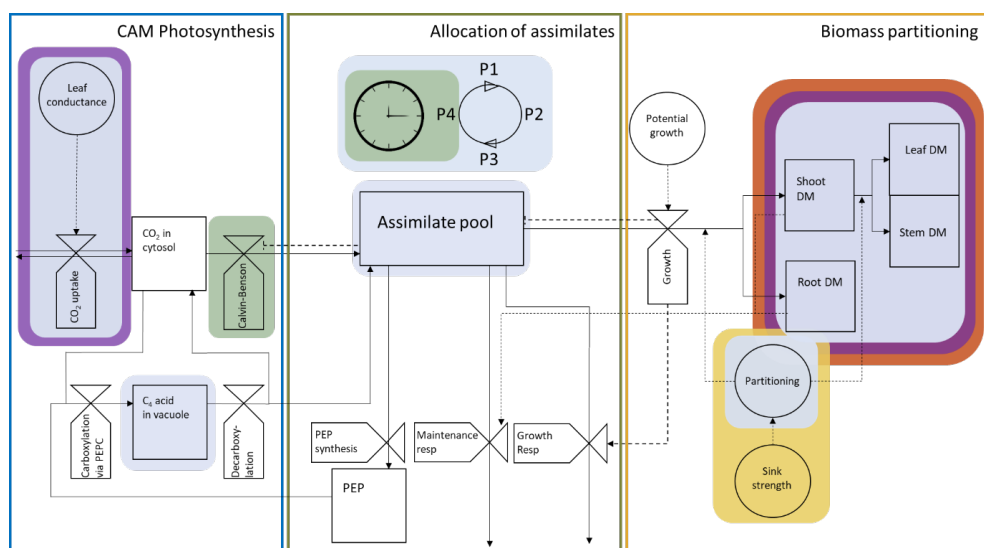 CAM Photosynthesis
Leaf
conductance
CO2 uptake
CO2 in
cytosol
Calvin-Benson
Carboxylation
via PEPC
C4 acid
in vacuole
Decarboxy-
lation
Allocation of assimilates
P1
P4
P2
P3
Assimilate pool
PEP
synthesis
Maintenance
resp
Growth
Resp
PEP
Biomass partitioning
Potential
growth
Growth
Shoot
DM
Leaf DM
Stem DM
Root DM
Partitioning
Sink
strength